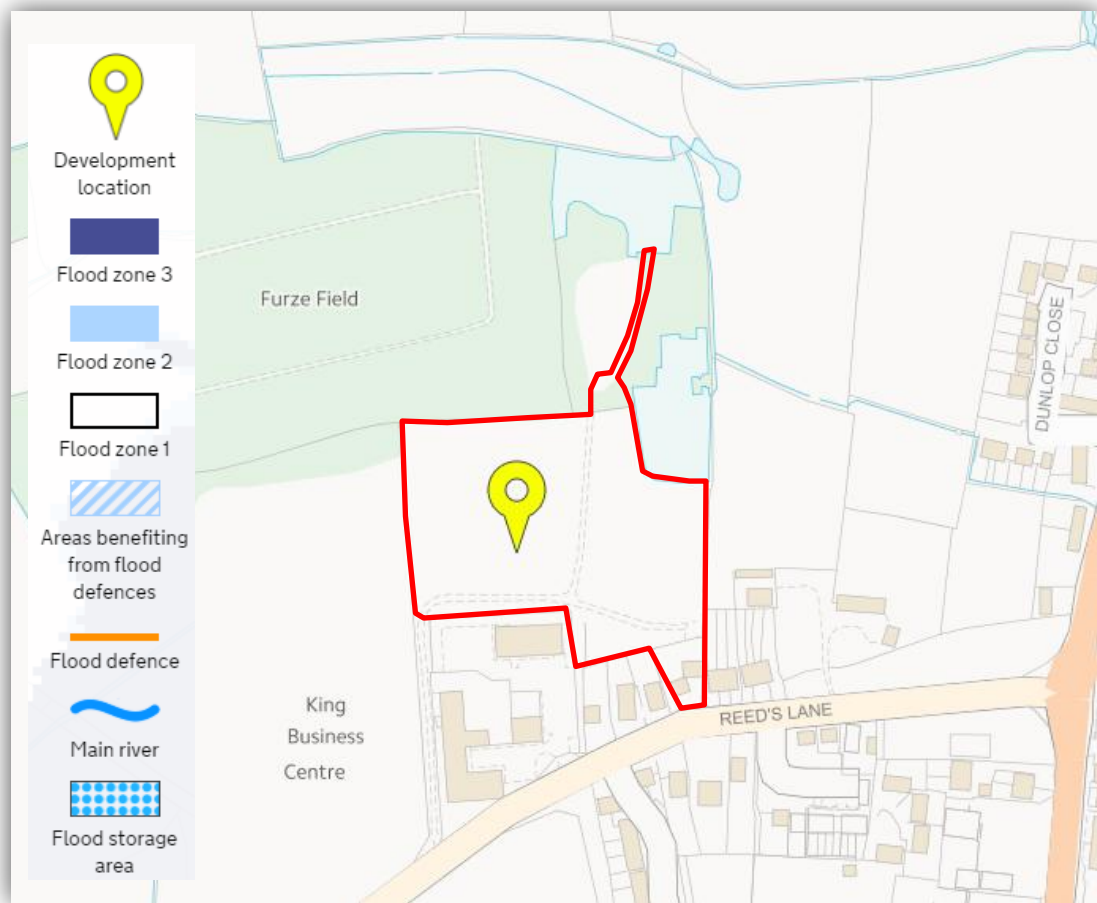 Development
location
Flood zone 3
Flood zone 2
Flood zone 1
Areas benefiting
from flood
defences
Flood defence
Main river
Flood storage
area
Furze Field
DUNLOP CLOSE
King
Business
Centre
REED'S LANE